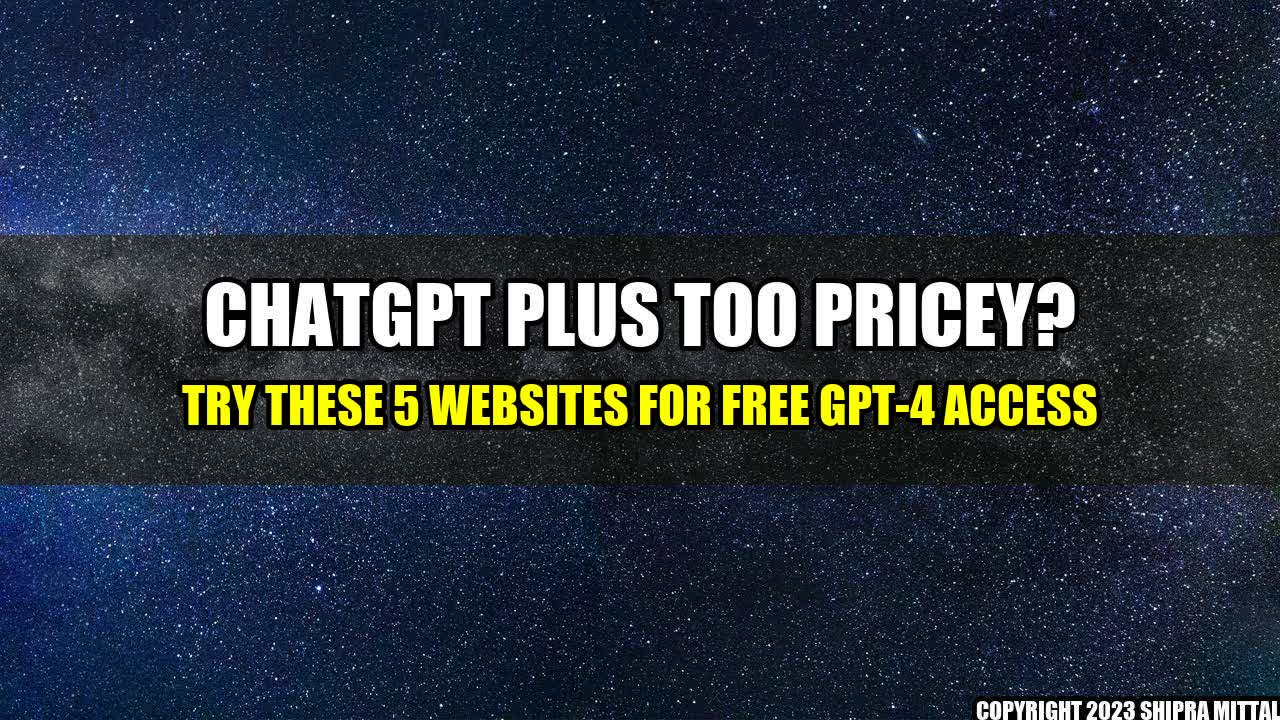 CHATGPT PLUS TOO PRICEY?
TRY THESE 5 WEBSITES FOR FREE GPT-4 ACCESS
COPYRIGHT 2023 SHIPRA MITTAL